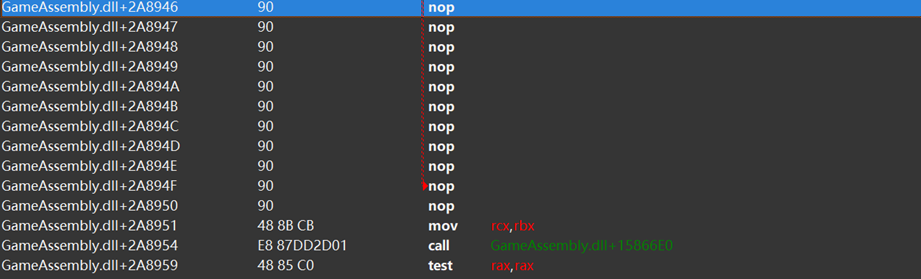 GameAssembly.dll+2A8946 90 nop
GameAssembly.dll+2A8947 90 nop
GameAssembly.dll+2A8948 90 nop
GameAssembly.dll+2A8949 90 nop
GameAssembly.dll+2A894A 90 nop
GameAssembly.dll+2A894B 90 nop
GameAssembly.dll+2A894C 90 nop
GameAssembly.dll+2A894D 90 nop
GameAssembly.dll+2A894E 90 nop
GameAssembly.dll+2A894F 90 nop
GameAssembly.dll+2A8950 90 nop
GameAssembly.dll+2A8951 48 8B CB mov rcx,rbx
GameAssembly.dll+2A8954 E8 87DD2D01 call GameAssembly.dll+15866E0
GameAssembly.dll+2A8959 48 85 C0 test rax,rax